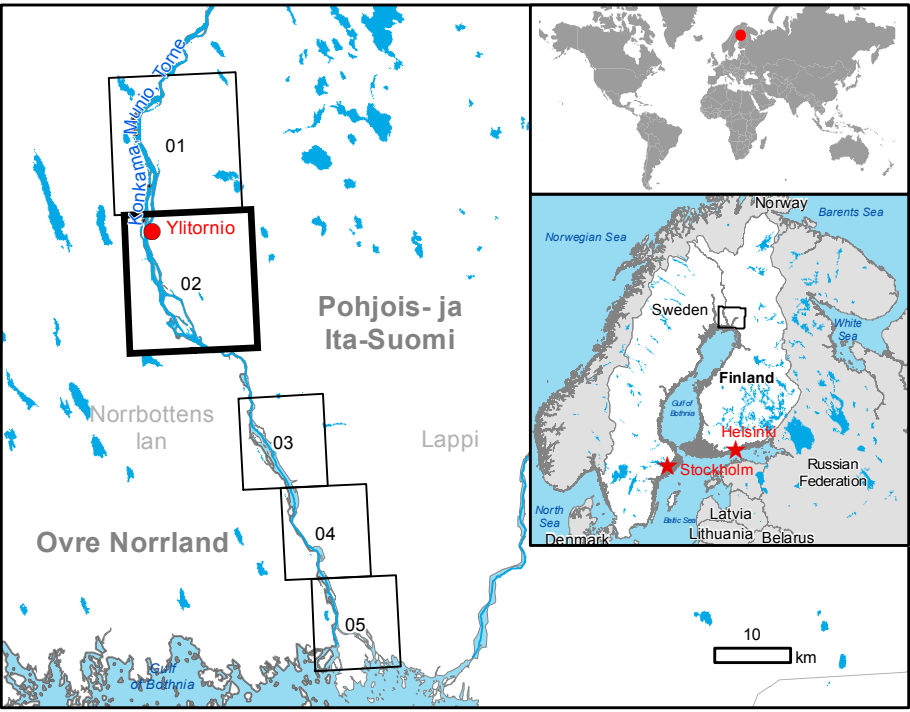 Konkama, Munio, Torne
01
Ylitornio
02
Pohjois- ja
Ita-Suomi
Norrbottens
lan
03
Lappi
04
Ovre Norrland
05
Gulf
of Bothnia
10
km
Norway
Barents Sea
Norwegian Sea
Sweden
White
Sea
Finland
Gulf of
Bothnia
Helsinki
Stockholm
Russian
Federation
North
Sea
Baltic Sea
Latvia
Lithuania
Denmark
Belarus